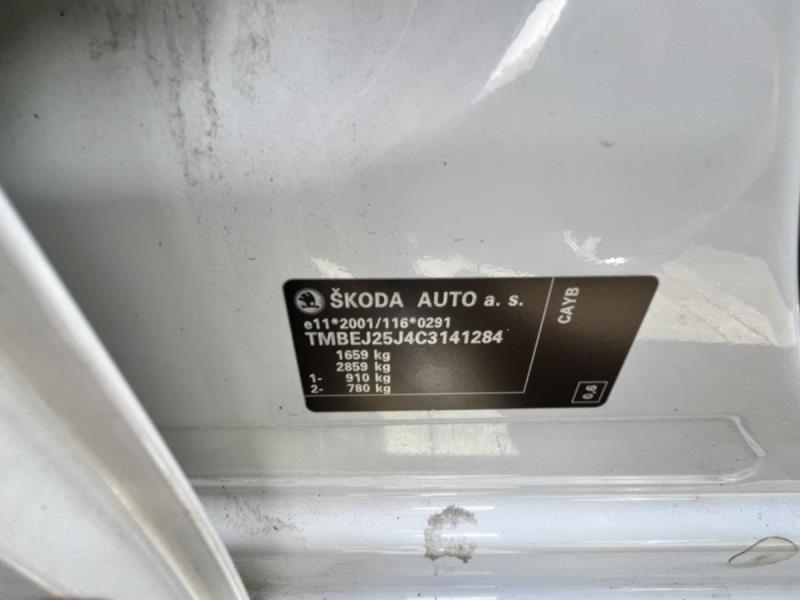 ŠKODA AUTO a. s.
e11*2001/116*0291
TMBEJ25J4C3141284
1659 kg
2859 kg
1- 910 kg
2- 780 kg
CAYB
0,6